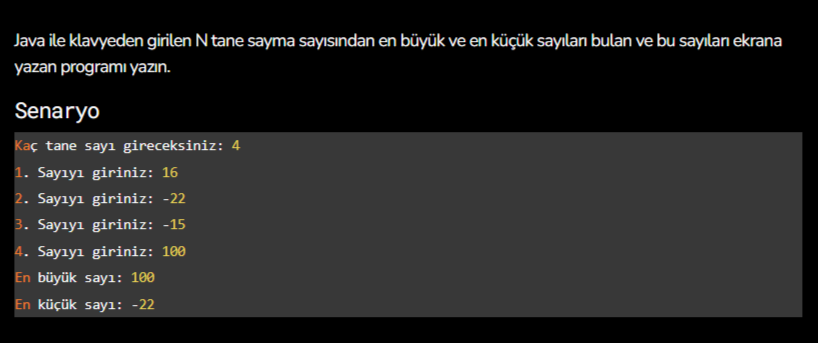 Java ile klavyeden girilen N tane sayma sayısından en büyük ve en küçük sayıları bulan ve bu sayıları ekrana
yazan programı yazın.
Senaryo
Kaç tane sayı gireceksiniz: 4
1. Sayıyı giriniz: 16
2. Sayıyı giriniz: -22
3. Sayıyı giriniz: -15
4. Sayıyı giriniz: 100
En büyük sayı: 100
En küçük sayı: -22